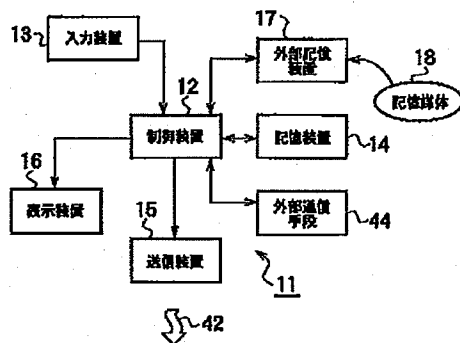 13
入力装置
17
外部記憶
装置
18
記憶媒体
12
制御装置
記憶装置
14
16
表示装置
15
送信装置
外部通信
手段
44
11
42